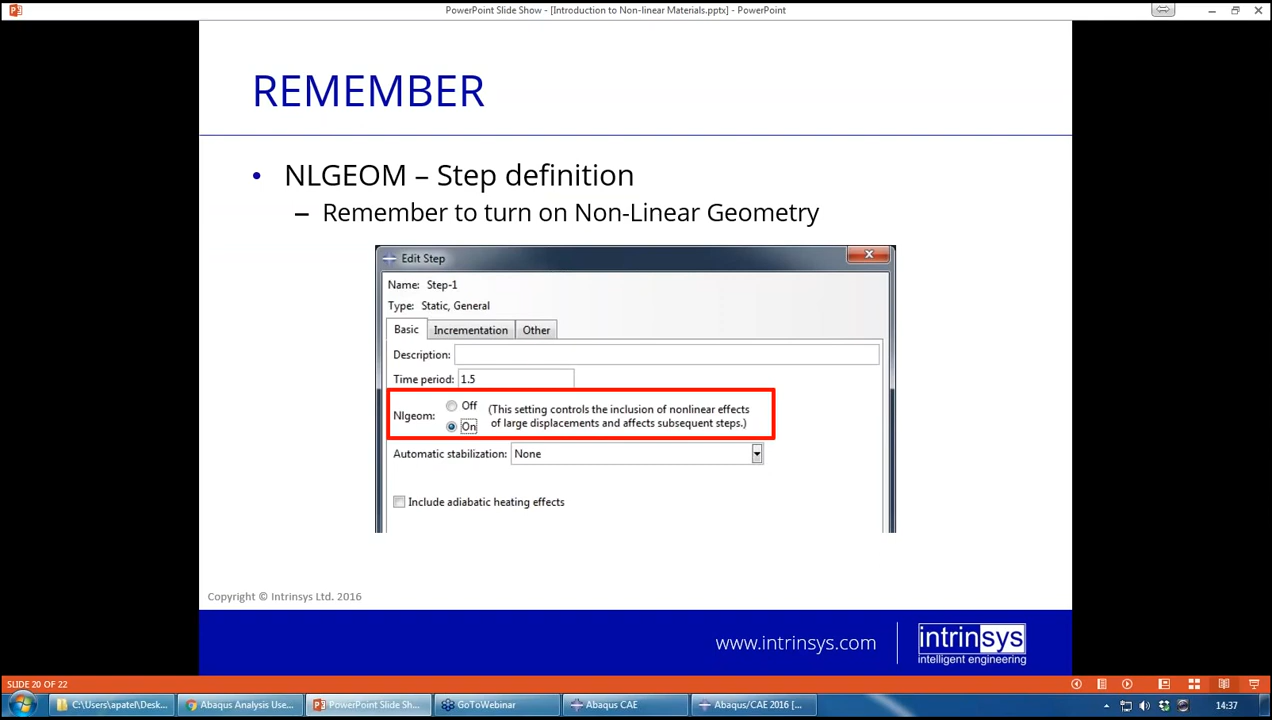 PowerPoint Slide Show - [Introduction to Non-linear Materials.pptx] - PowerPoint
REMEMBER
• NLGEOM – Step definition
– Remember to turn on Non-Linear Geometry
Edit Step
Name: Step-1
Type: Static, General
Basic Incrementation Other
Description:
Time period: 1.5
Nlgeom:
Off
On
(This setting controls the inclusion of nonlinear effects
of large displacements and affects subsequent steps.)
Automatic stabilization: None
Include adiabatic heating effects
Copyright © Intrinsys Ltd. 2016
www.intrinsys.com
intrinsys
intelligent engineering
SLIDE 20 OF 22
C:\Users\apatel\Desk... Abaqus Analysis Use... PowerPoint Slide Sh... GoToWebinar Abaqus CAE Abaqus/CAE 2016 [... 14:37